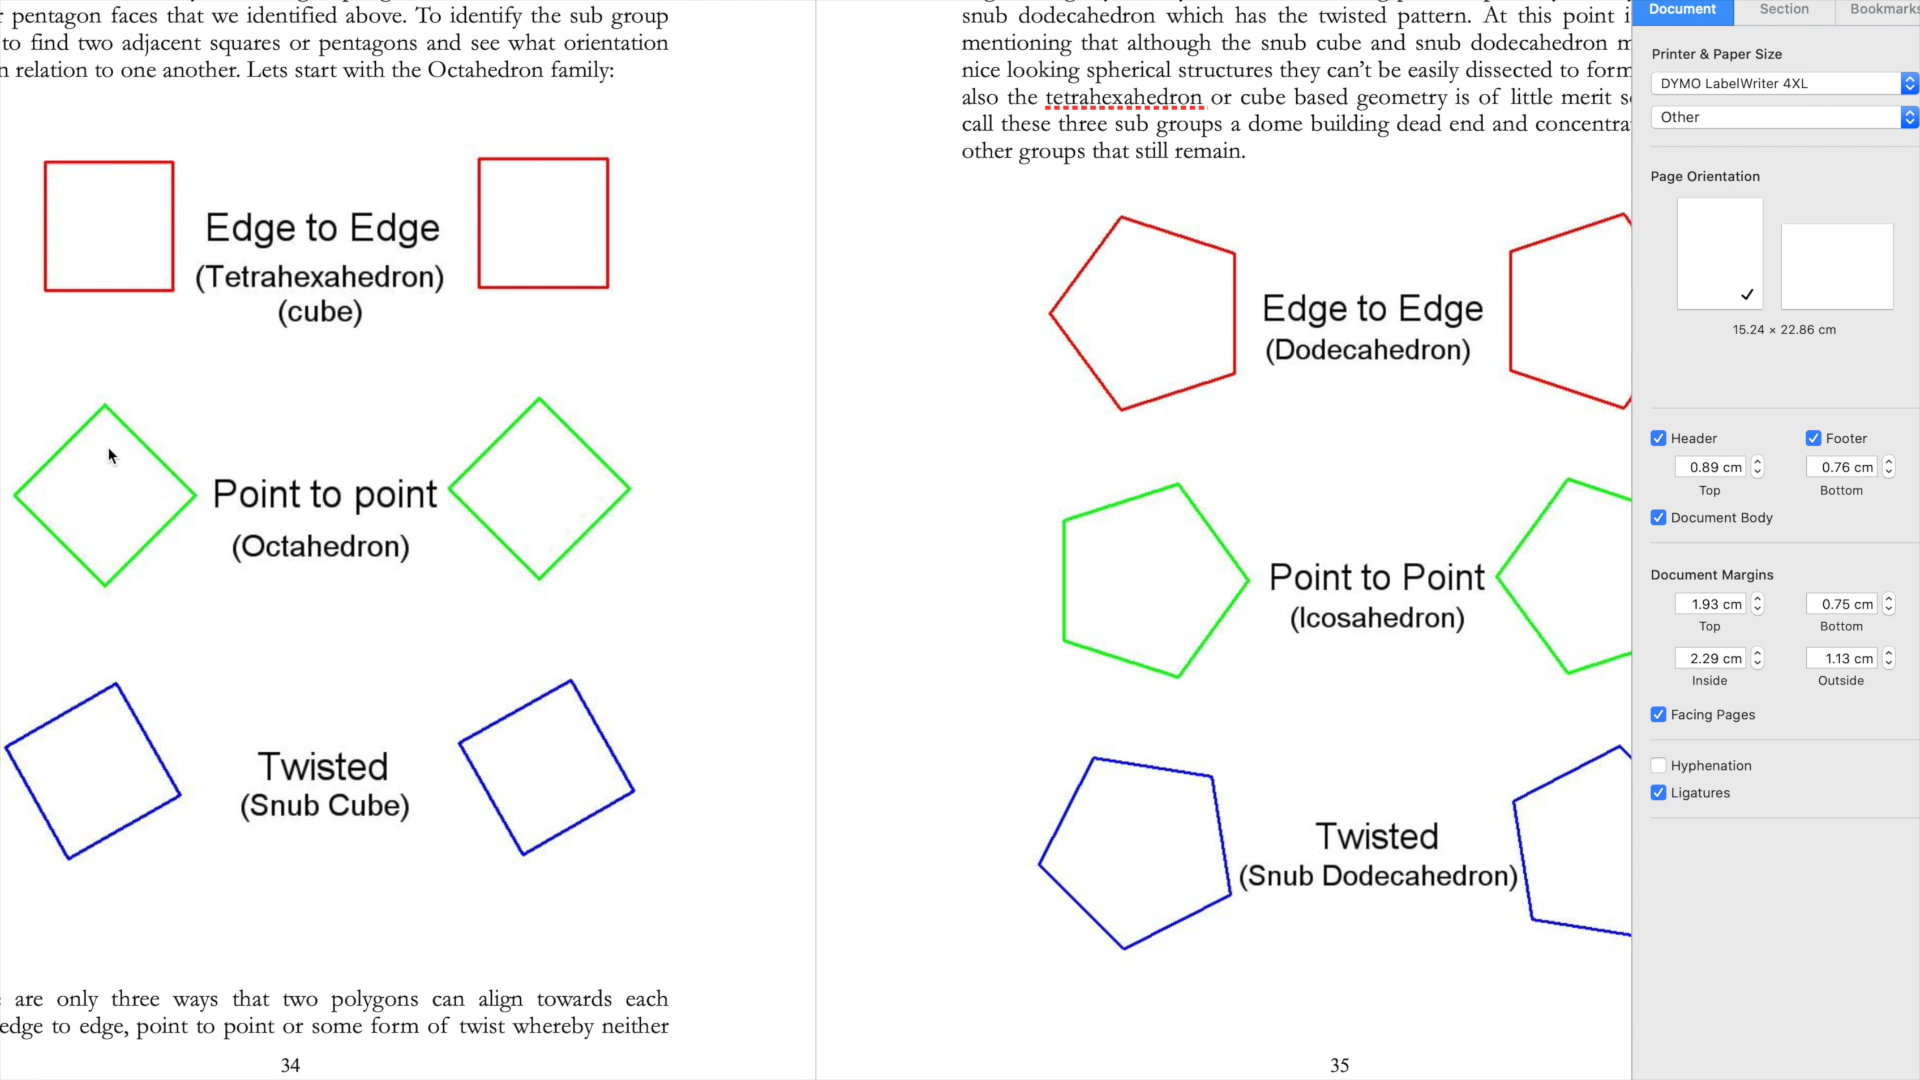 pentagon faces that we identified above. To identify the sub group
to find two adjacent squares or pentagons and see what orientation
relation to one another. Lets start with the Octahedron family:
Edge to Edge
(Tetrahexahedron)
(cube)
Point to point
(Octahedron)
Twisted
(Snub Cube)
are only three ways that two polygons can align towards each
edge to edge, point to point or some form of twist whereby neither
34
snub dodecahedron which has the twisted pattern. At this point
mentioning that although the snub cube and snub dodecahedron
nice looking spherical structures they can't be easily dissected to form
also the tetrahexahedron or cube based geometry is of little merit
call these three sub groups a dome building dead end and
other groups that still remain.
Edge to Edge
(Dodecahedron)
Point to Point
(Icosahedron)
Twisted
(Snub Dodecahedron)
35
Document
Section
Bookmarks
Printer & Paper Size
DYMO LabelWriter 4XL
Other
Page Orientation
15.24 × 22.86 cm
Header
Footer
0.89 cm
0.76 cm
Top
Bottom
Document Body
Document Margins
1.93 cm
0.75 cm
Top
Bottom
2.29 cm
1.13 cm
Inside
Outside
Facing Pages
Hyphenation
Ligatures